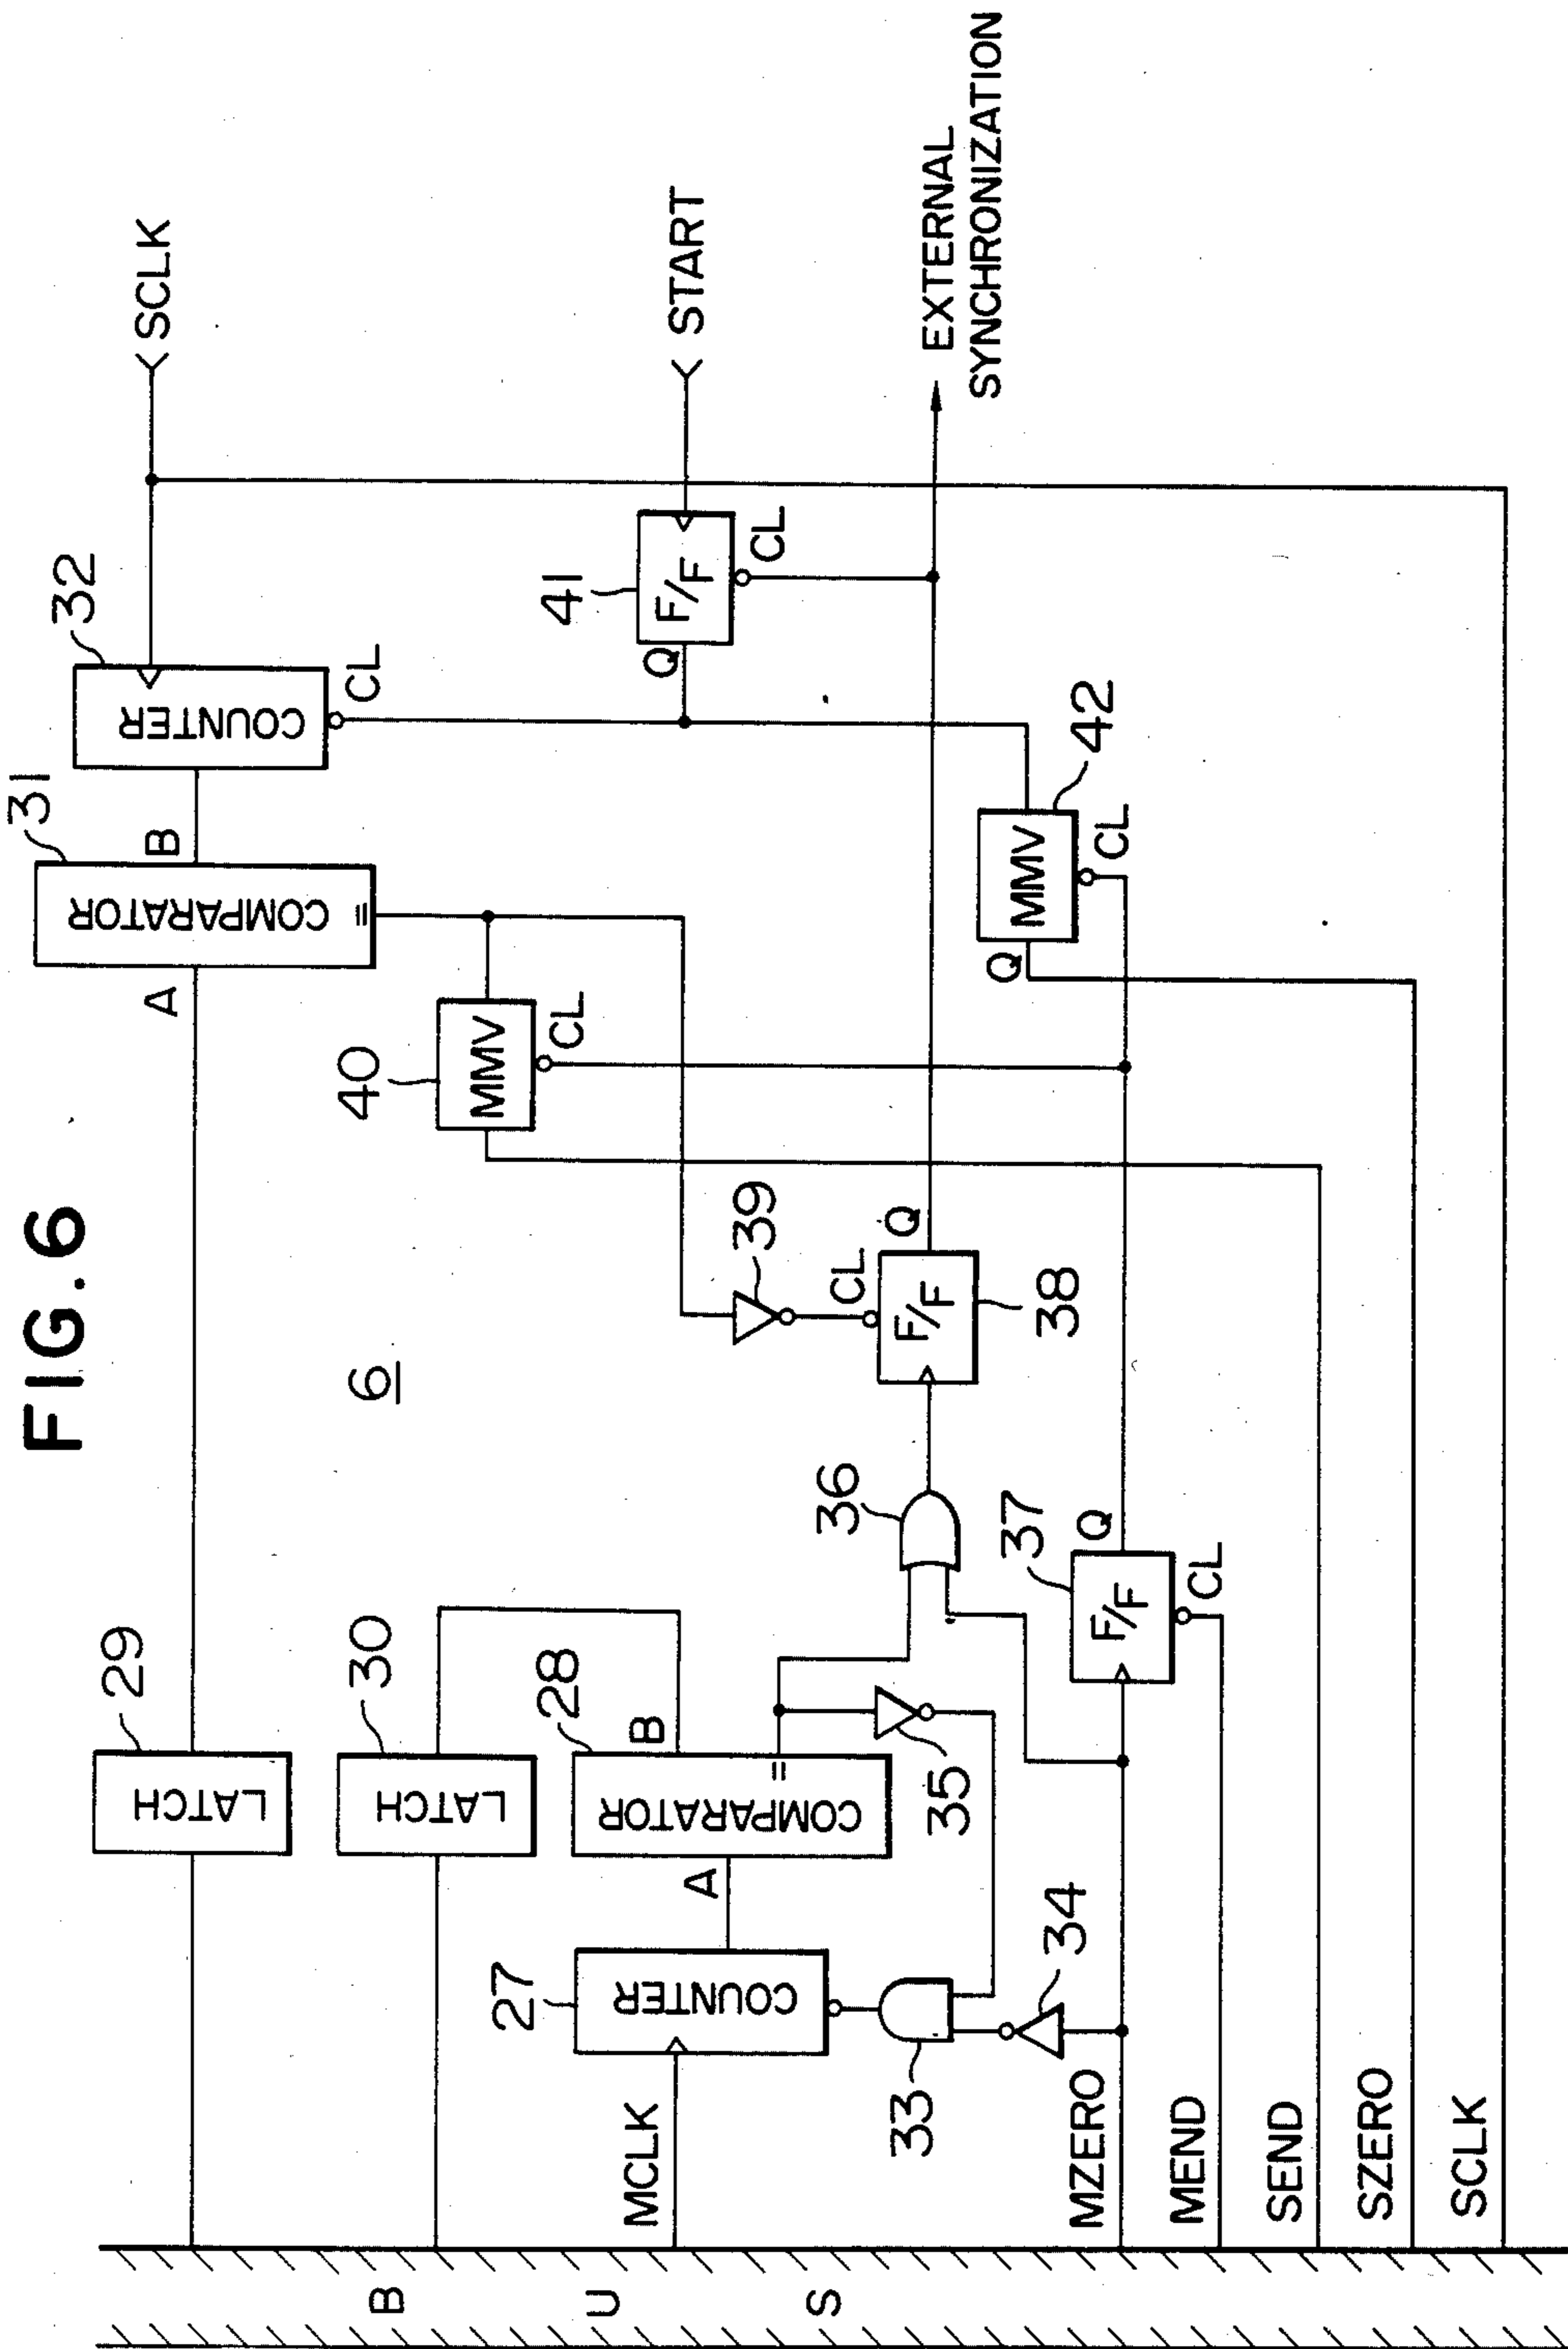 FIG.6
6
29
LATCH
A
31
COMPARATOR
=
B
32
COUNTER
CL
SCLK
30
LATCH
40
MMV
CL
41
F/F
Q
CL
START
27
COUNTER
MCLK
A
28
COMPARATOR
=
B
35
36
39
CL
F/F
Q
38
EXTERNAL
SYNCHRONIZATION
33
34
37
F/F
Q
CL
42
MMV
Q
CL
MZERO
MEND
SEND
SZERO
SCLK
B
U
S